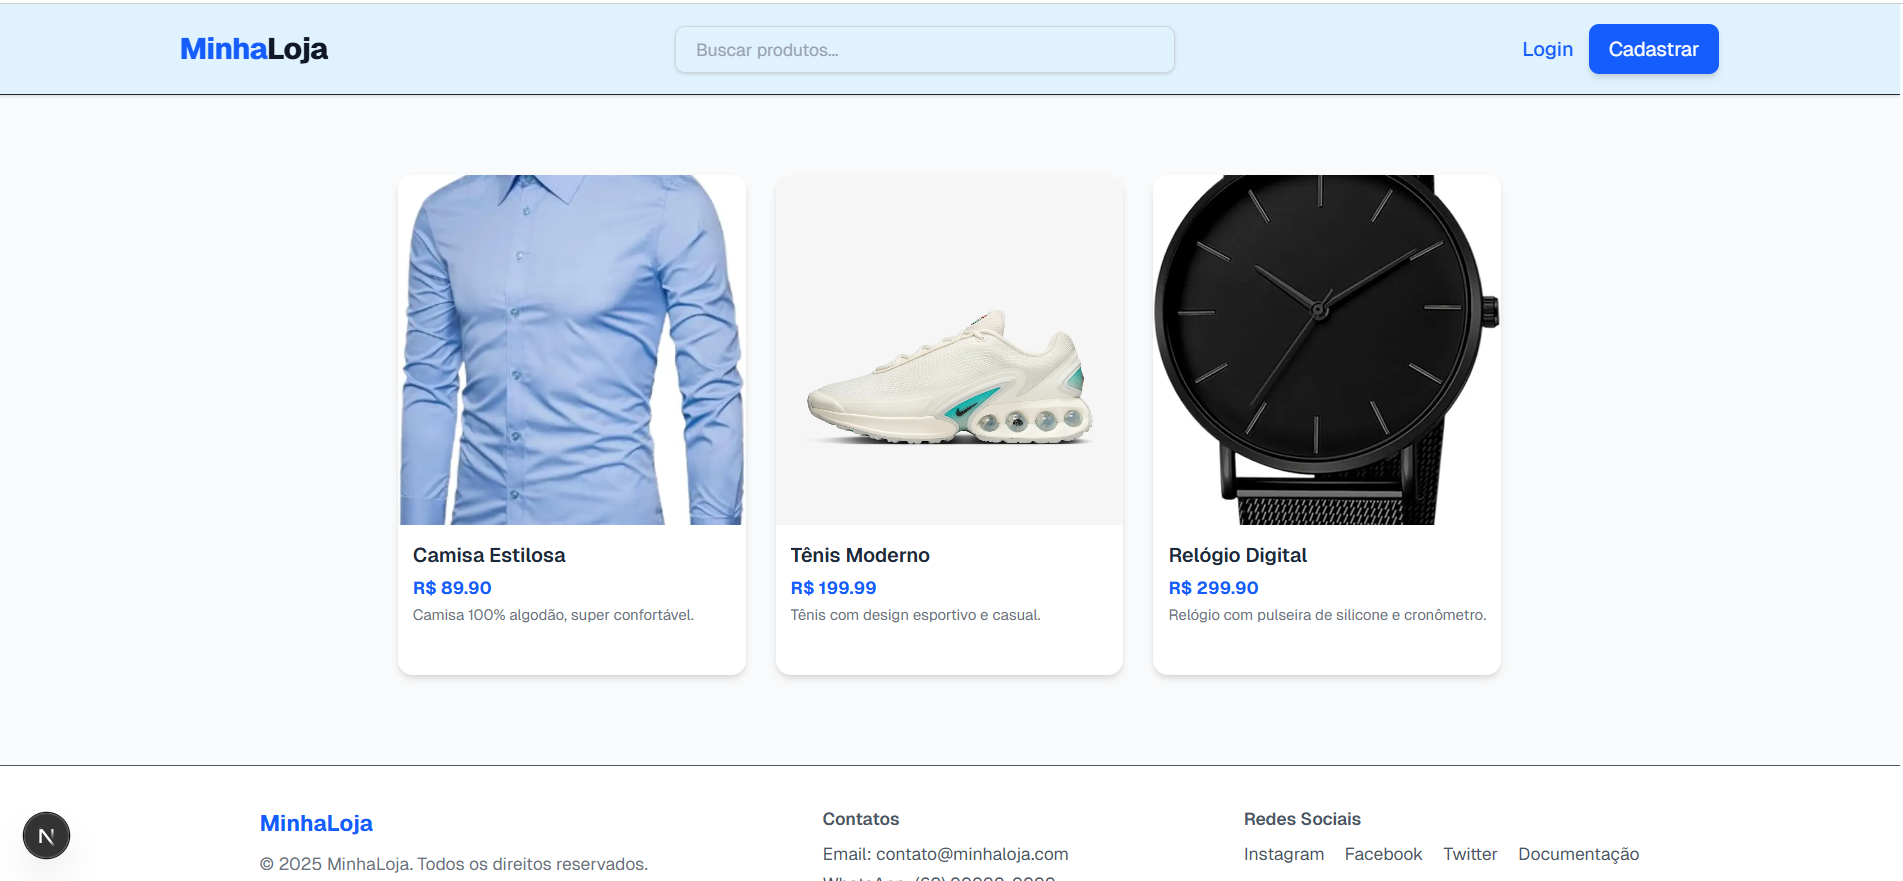 MinhaLoja
Buscar produtos...
Login
Cadastrar
Camisa Estilosa
R$ 89.90
Camisa 100% algodão, super confortável.
Tênis Moderno
R$ 199.99
Tênis com design esportivo e casual.
Relógio Digital
R$ 299.90
Relógio com pulseira de silicone e cronômetro.
MinhaLoja
© 2025 MinhaLoja. Todos os direitos reservados.
Contatos
Email: contato@minhaloja.com
Redes Sociais
Instagram Facebook Twitter Documentação
N